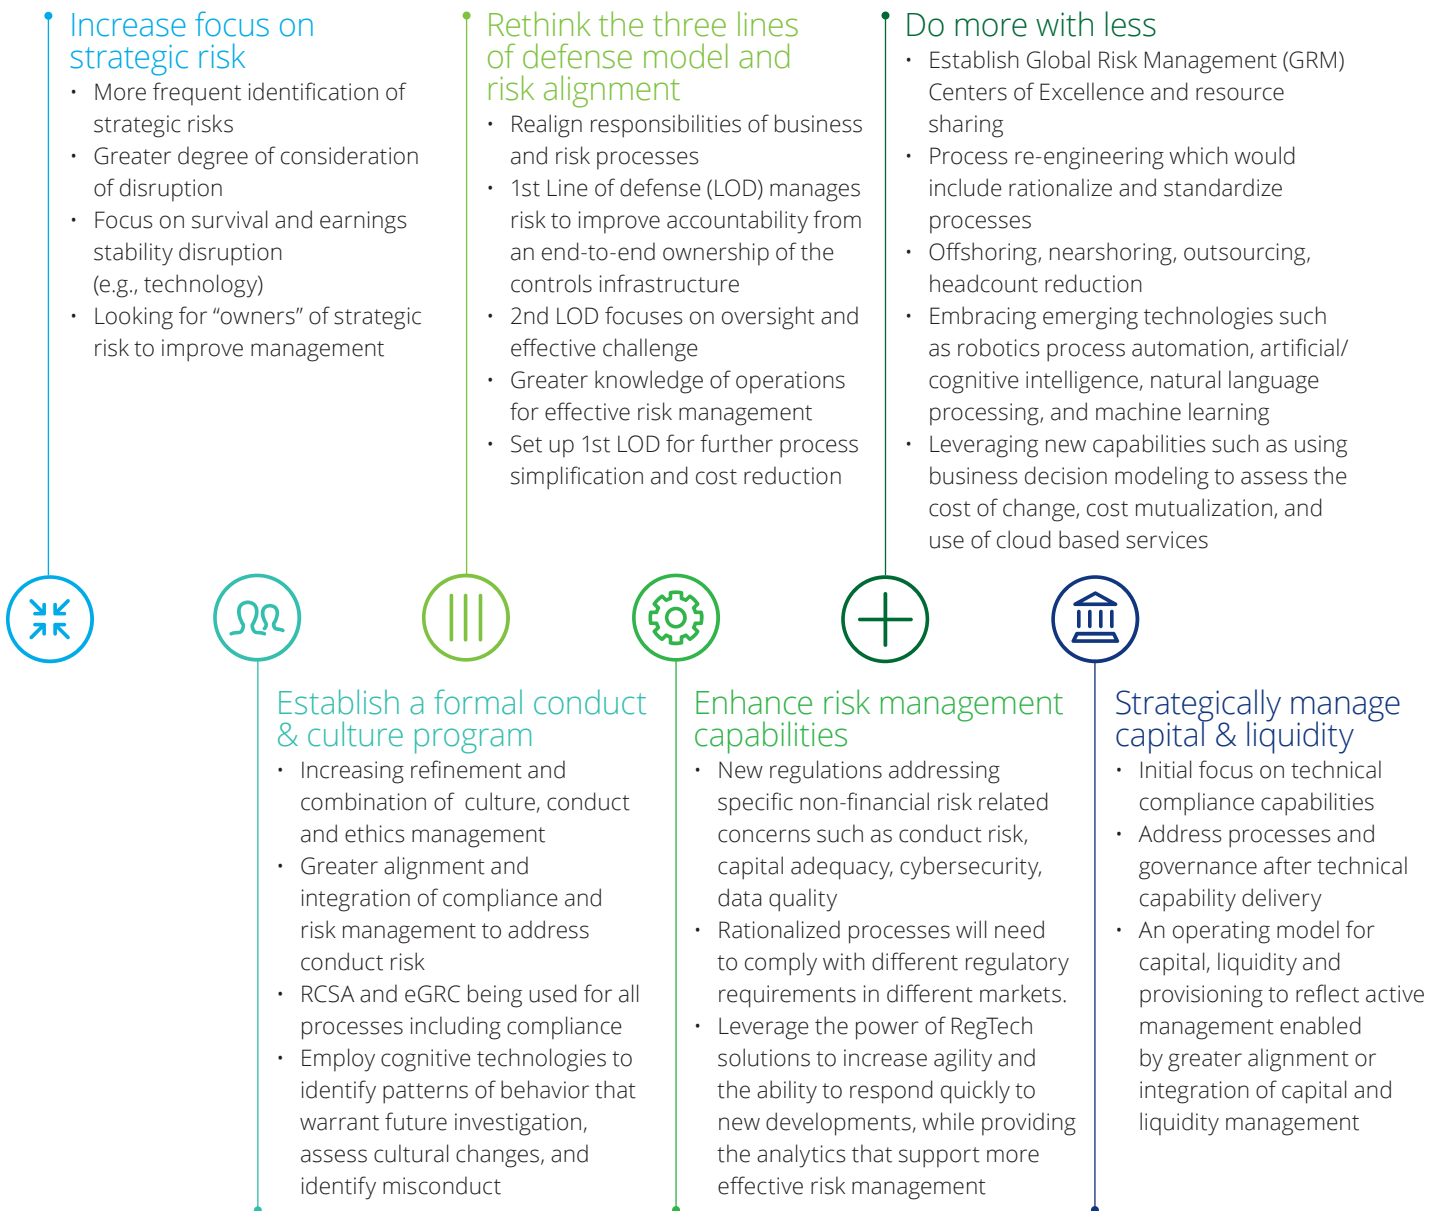 Increase focus on
strategic risk
• More frequent identification of
strategic risks
• Greater degree of consideration
of disruption
• Focus on survival and earnings
stability disruption
(e.g., technology)
• Looking for “owners” of strategic
risk to improve management
Rethink the three lines
of defense model and
risk alignment
• Realign responsibilities of business
and risk processes
• 1st Line of defense (LOD) manages
risk to improve accountability from
an end-to-end ownership of the
controls infrastructure
• 2nd LOD focuses on oversight and
effective challenge
• Greater knowledge of operations
for effective risk management
• Set up 1st LOD for further process
simplification and cost reduction
Do more with less
• Establish Global Risk Management (GRM)
Centers of Excellence and resource
sharing
• Process re-engineering which would
include rationalize and standardize
processes
• Offshoring, nearshoring, outsourcing,
headcount reduction
• Embracing emerging technologies such
as robotics process automation, artificial/
cognitive intelligence, natural language
processing, and machine learning
• Leveraging new capabilities such as using
business decision modeling to assess the
cost of change, cost mutualization, and
use of cloud based services
Establish a formal conduct
& culture program
• Increasing refinement and
combination of  culture, conduct
and ethics management
• Greater alignment and
integration of compliance and
risk management to address
conduct risk
• RCSA and eGRC being used for all
processes including compliance
• Employ cognitive technologies to
identify patterns of behavior that
warrant future investigation,
assess cultural changes, and
identify misconduct
Enhance risk management
capabilities
• New regulations addressing
specific non-financial risk related
concerns such as conduct risk,
capital adequacy, cybersecurity,
data quality
• Rationalized processes will need
to comply with different regulatory
requirements in different markets.
• Leverage the power of RegTech
solutions to increase agility and
the ability to respond quickly to
new developments, while providing
the analytics that support more
effective risk management
Strategically manage
capital & liquidity
• Initial focus on technical
compliance capabilities
• Address processes and
governance after technical
capability delivery
• An operating model for
capital, liquidity and
provisioning to reflect active
management enabled
by greater alignment or
integration of capital and
liquidity management